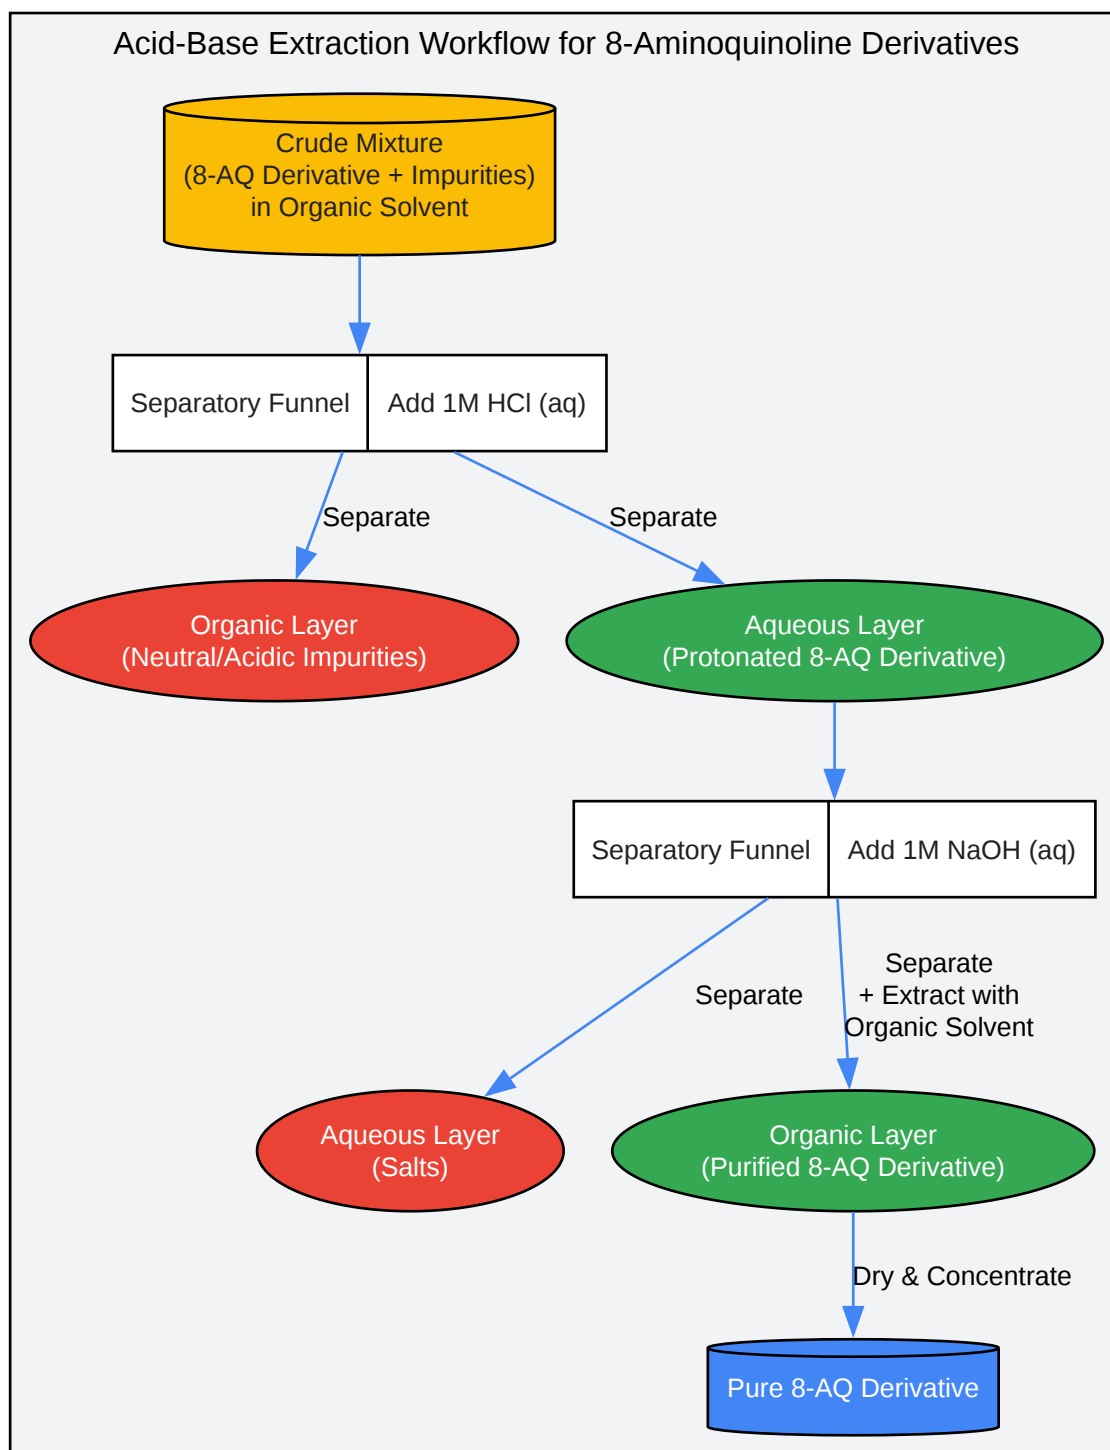 Acid-Base Extraction Workflow for 8-Aminoquinoline Derivatives
Crude Mixture
(8-AQ Derivative + Impurities)
in Organic Solvent
Separatory Funnel
Add 1M HCl (aq)
Separate
Separate
Organic Layer
(Neutral/Acidic Impurities)
Aqueous Layer
(Protonated 8-AQ Derivative)
Separatory Funnel
Add 1M NaOH (aq)
Separate
Separate
+ Extract with
Organic Solvent
Aqueous Layer
(Salts)
Organic Layer
(Purified 8-AQ Derivative)
Dry & Concentrate
Pure 8-AQ Derivative